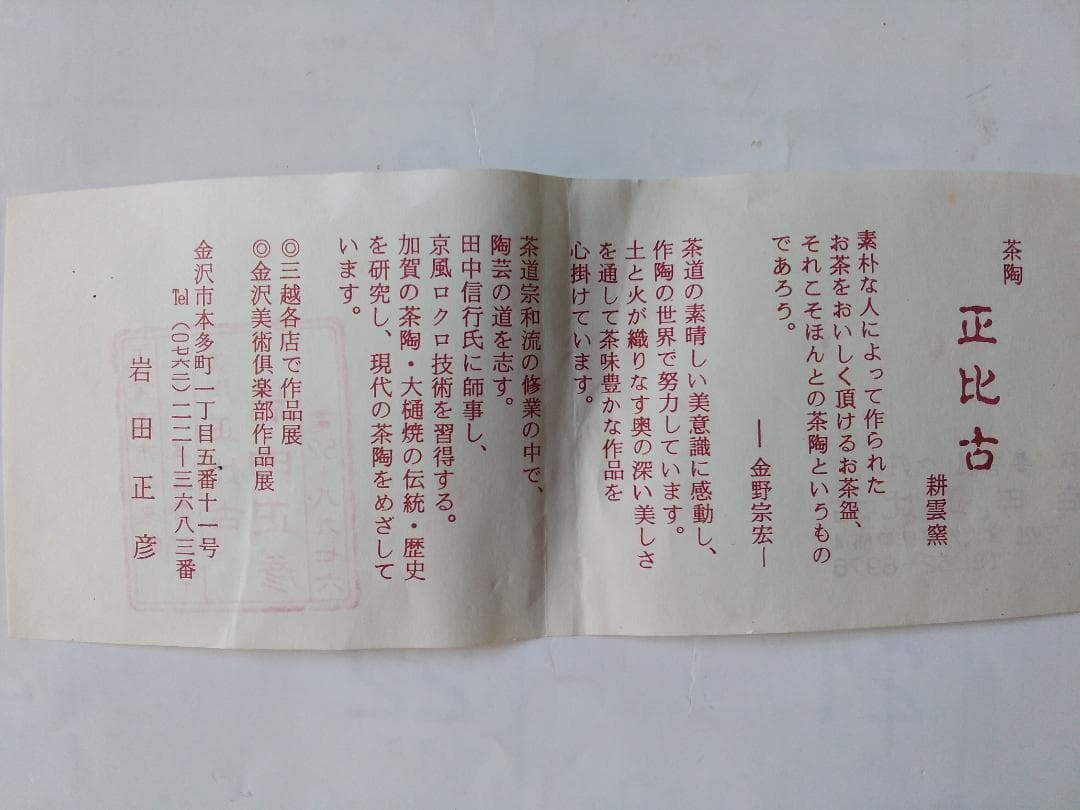 茶陶
正比古
耕雲窯
素朴な人によって作られた
お茶をおいしく頂けるお茶盌、
それこそほんとの茶陶というもの
であろう。
―金野宗宏―
茶道の素晴しい美意識に感動し、
作陶の世界で努力しています。
土と火が織りなす奥の深い美しさ
を通して茶味豊かな作品を
心掛けています。
茶道宗和流の修業の中で、
陶芸の道を志す。
田中信行氏に師事し、
京風ロクロ技術を習得する。
加賀の茶陶・大樋焼の伝統・歴史
を研究し、現代の茶陶をめざして
います。
◎三越各店で作品展
◎金沢美術倶楽部作品展
金沢市本多町一丁目五番十一号
℡(〇七六二)二二―三六八三番
岩田正彦